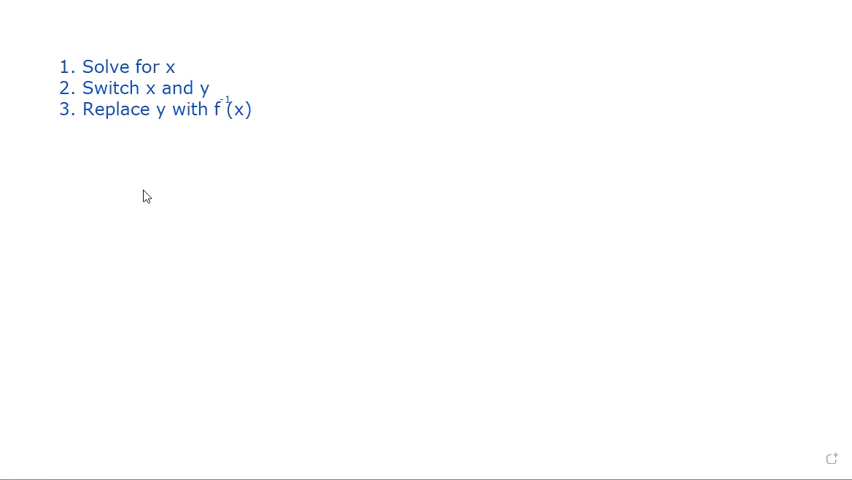 1. Solve for x
2. Switch x and y
3. Replace y with f⁻¹(x)